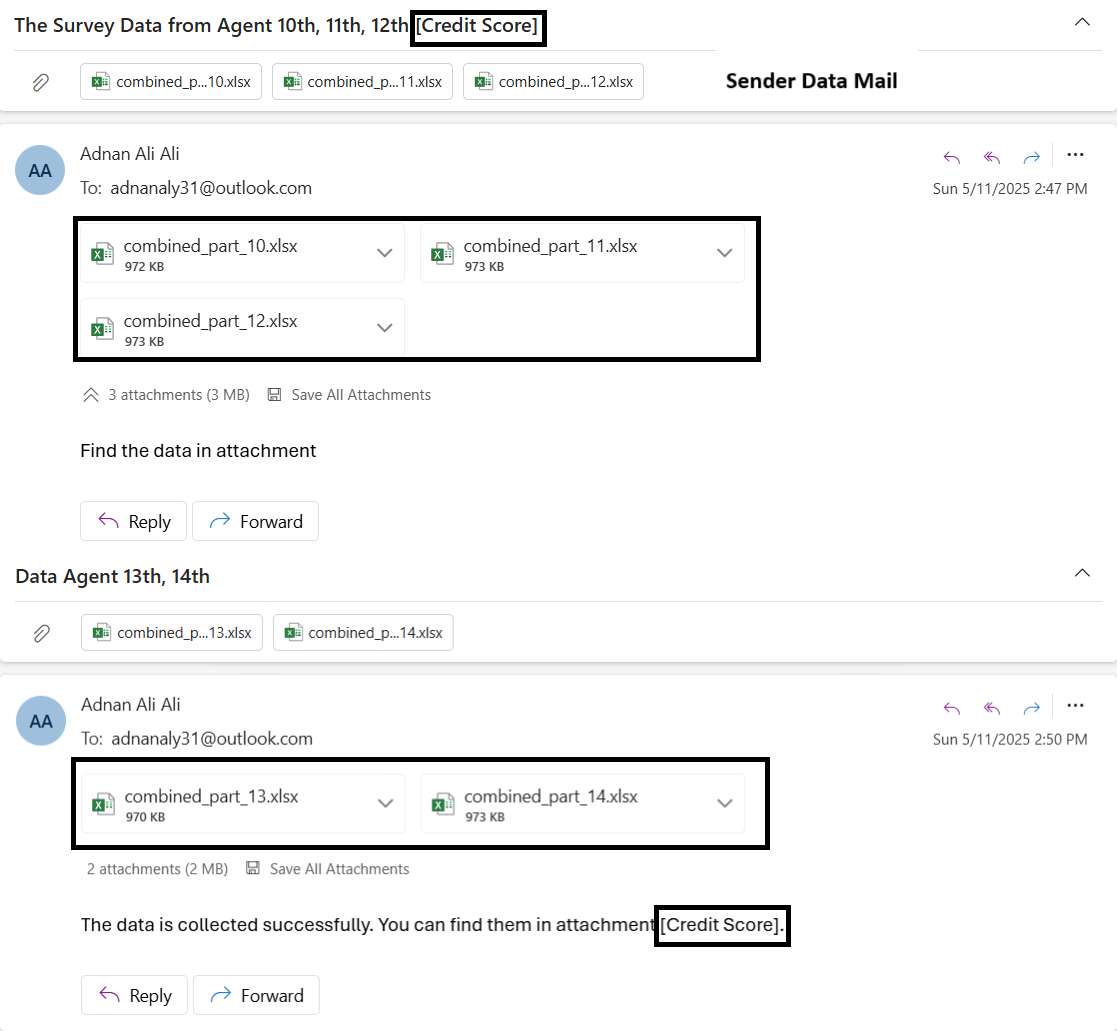 The Survey Data from Agent 10th, 11th, 12th [Credit Score]
combined_p...10.xlsx combined_p...11.xlsx combined_p...12.xlsx
Sender Data Mail
AA
Adnan Ali Ali
To: adnanaly31@outlook.com
Sun 5/11/2025 2:47 PM
combined_part_10.xlsx
972 KB
combined_part_11.xlsx
973 KB
combined_part_12.xlsx
973 KB
3 attachments (3 MB) Save All Attachments
Find the data in attachment
Reply Forward
Data Agent 13th, 14th
combined_p...13.xlsx combined_p...14.xlsx
AA
Adnan Ali Ali
To: adnanaly31@outlook.com
Sun 5/11/2025 2:50 PM
combined_part_13.xlsx
970 KB
combined_part_14.xlsx
973 KB
2 attachments (2 MB) Save All Attachments
The data is collected successfully. You can find them in attachment [Credit Score].
Reply Forward